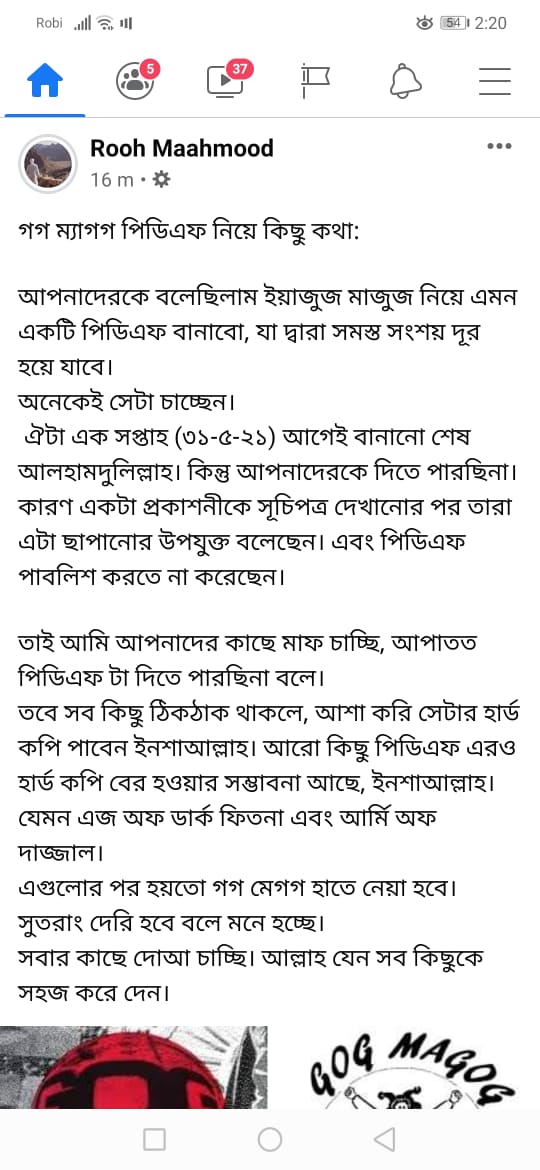 Robi 54 2:20
5 37
Rooh Maahmood
16 m
গগ ম্যাগগ পিডিএফ নিয়ে কিছু কথা:
আপনাদেরকে বলেছিলাম ইয়াজুজ মাজুজ নিয়ে এমন
একটি পিডিএফ বানাবো, যা দ্বারা সমস্ত সংশয় দূর
হয়ে যাবে।
অনেকেই সেটা চাচ্ছেন।
ঐটা এক সপ্তাহ (৩১-৫-২১) আগেই বানানো শেষ
আলহামদুলিল্লাহ। কিন্তু আপনাদেরকে দিতে পারছিনা।
কারণ একটা প্রকাশনীকে সূচিপত্র দেখানোর পর তারা
এটা ছাপানোর উপযুক্ত বলেছেন। এবং পিডিএফ
পাবলিশ করতে না করেছেন।
তাই আমি আপনাদের কাছে মাফ চাচ্ছি, আপাতত
পিডিএফ টা দিতে পারছিনা বলে।
তবে সব কিছু ঠিকঠাক থাকলে, আশা করি সেটার হার্ড
কপি পাবেন ইনশাআল্লাহ। আরো কিছু পিডিএফ এরও
হার্ড কপি বের হওয়ার সম্ভাবনা আছে, ইনশাআল্লাহ।
যেমন এজ অফ ডার্ক ফিতনা এবং আর্মি অফ
দাজ্জাল।
এগুলোর পর হয়তো গগ মেগগ হাতে নেয়া হবে।
সুতরাং দেরি হবে বলে মনে হচ্ছে।
সবার কাছে দোআ চাচ্ছি। আল্লাহ যেন সব কিছুকে
সহজ করে দেন।
GOG MAGOG